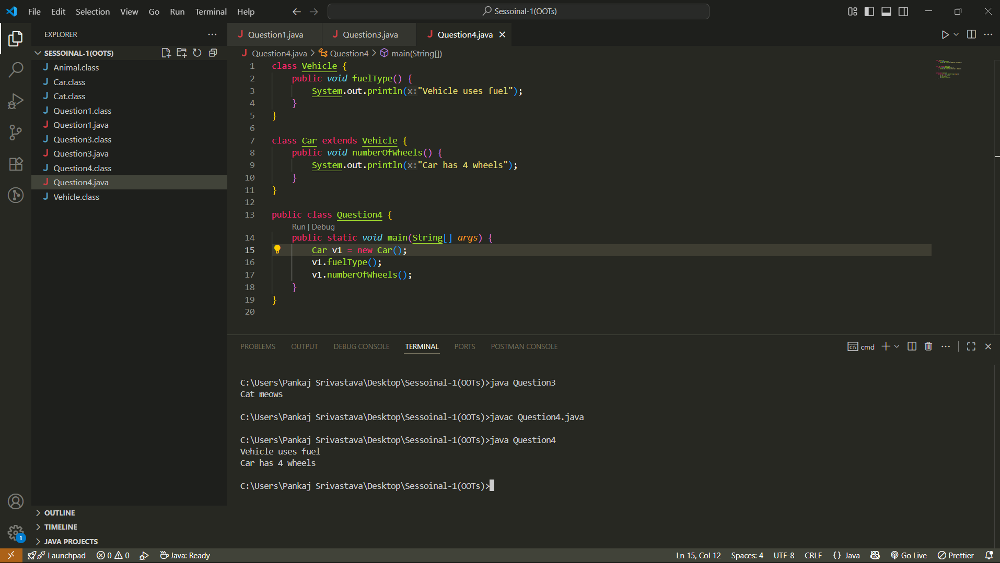 File Edit Selection View Go Run Terminal Help
Sessoinal-1(OOTs)
EXPLORER
SESSOINAL-1(OOTS)
Animal.class
Car.class
Cat.class
Question1.class
Question1.java
Question3.class
Question3.java
Question4.class
Question4.java
Vehicle.class
OUTLINE
TIMELINE
JAVA PROJECTS
1
Question1.java Question3.java Question4.java
Question4.java > Question4 > main(String[])
1 class Vehicle {
2 public void fuelType() {
3 System.out.println(x:"Vehicle uses fuel");
4 }
5 }
6
7 class Car extends Vehicle {
8 public void numberOfWheels() {
9 System.out.println(x:"Car has 4 wheels");
10 }
11 }
12
13 public class Question4 {
Run | Debug
14 public static void main(String[] args) {
15 Car v1 = new Car();
16 v1.fuelType();
17 v1.numberOfWheels();
18 }
19 }
20
PROBLEMS OUTPUT DEBUG CONSOLE TERMINAL PORTS POSTMAN CONSOLE
cmd
C:\Users\Pankaj Srivastava\Desktop\Sessoinal-1(OOTs)>java Question3
Cat meows
C:\Users\Pankaj Srivastava\Desktop\Sessoinal-1(OOTs)>javac Question4.java
C:\Users\Pankaj Srivastava\Desktop\Sessoinal-1(OOTs)>java Question4
Vehicle uses fuel
Car has 4 wheels
C:\Users\Pankaj Srivastava\Desktop\Sessoinal-1(OOTs)>
Launchpad 0 0 Java: Ready Ln 15, Col 12 Spaces: 4 UTF-8 CRLF {} Java Go Live Prettier